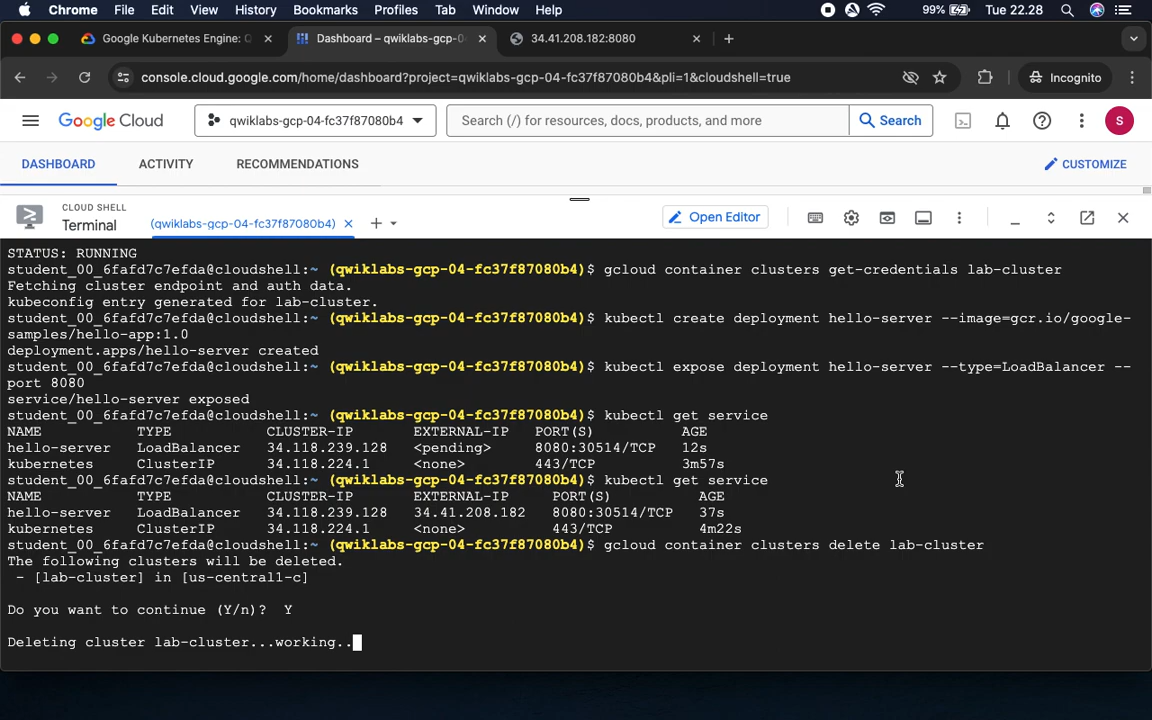 Chrome File Edit View History Bookmarks Profiles Tab Window Help 99% Tue 22.28
Google Kubernetes Engine: Q Dashboard – qwiklabs-gcp-0 34.41.208.182:8080
console.cloud.google.com/home/dashboard?project=qwiklabs-gcp-04-fc37f87080b4&pli=1&cloudshell=true Incognito
Google Cloud qwiklabs-gcp-04-fc37f87080b4 Search (/) for resources, docs, products, and more Search S
DASHBOARD ACTIVITY RECOMMENDATIONS CUSTOMIZE
CLOUD SHELL
Terminal (qwiklabs-gcp-04-fc37f87080b4) Open Editor
STATUS: RUNNING
student_00_6fafd7c7efda@cloudshell:~ (qwiklabs-gcp-04-fc37f87080b4)$ gcloud container clusters get-credentials lab-cluster
Fetching cluster endpoint and auth data.
kubeconfig entry generated for lab-cluster.
student_00_6fafd7c7efda@cloudshell:~ (qwiklabs-gcp-04-fc37f87080b4)$ kubectl create deployment hello-server --image=gcr.io/google-
samples/hello-app:1.0
deployment.apps/hello-server created
student_00_6fafd7c7efda@cloudshell:~ (qwiklabs-gcp-04-fc37f87080b4)$ kubectl expose deployment hello-server --type=LoadBalancer --
port 8080
service/hello-server exposed
student_00_6fafd7c7efda@cloudshell:~ (qwiklabs-gcp-04-fc37f87080b4)$ kubectl get service
NAME TYPE CLUSTER-IP EXTERNAL-IP PORT(S) AGE
hello-server LoadBalancer 34.118.239.128 <pending> 8080:30514/TCP 12s
kubernetes ClusterIP 34.118.224.1 <none> 443/TCP 3m57s
student_00_6fafd7c7efda@cloudshell:~ (qwiklabs-gcp-04-fc37f87080b4)$ kubectl get service
NAME TYPE CLUSTER-IP EXTERNAL-IP PORT(S) AGE
hello-server LoadBalancer 34.118.239.128 34.41.208.182 8080:30514/TCP 37s
kubernetes ClusterIP 34.118.224.1 <none> 443/TCP 4m22s
student_00_6fafd7c7efda@cloudshell:~ (qwiklabs-gcp-04-fc37f87080b4)$ gcloud container clusters delete lab-cluster
The following clusters will be deleted.
- [lab-cluster] in [us-central1-c]
Do you want to continue (Y/n)? Y
Deleting cluster lab-cluster...working..